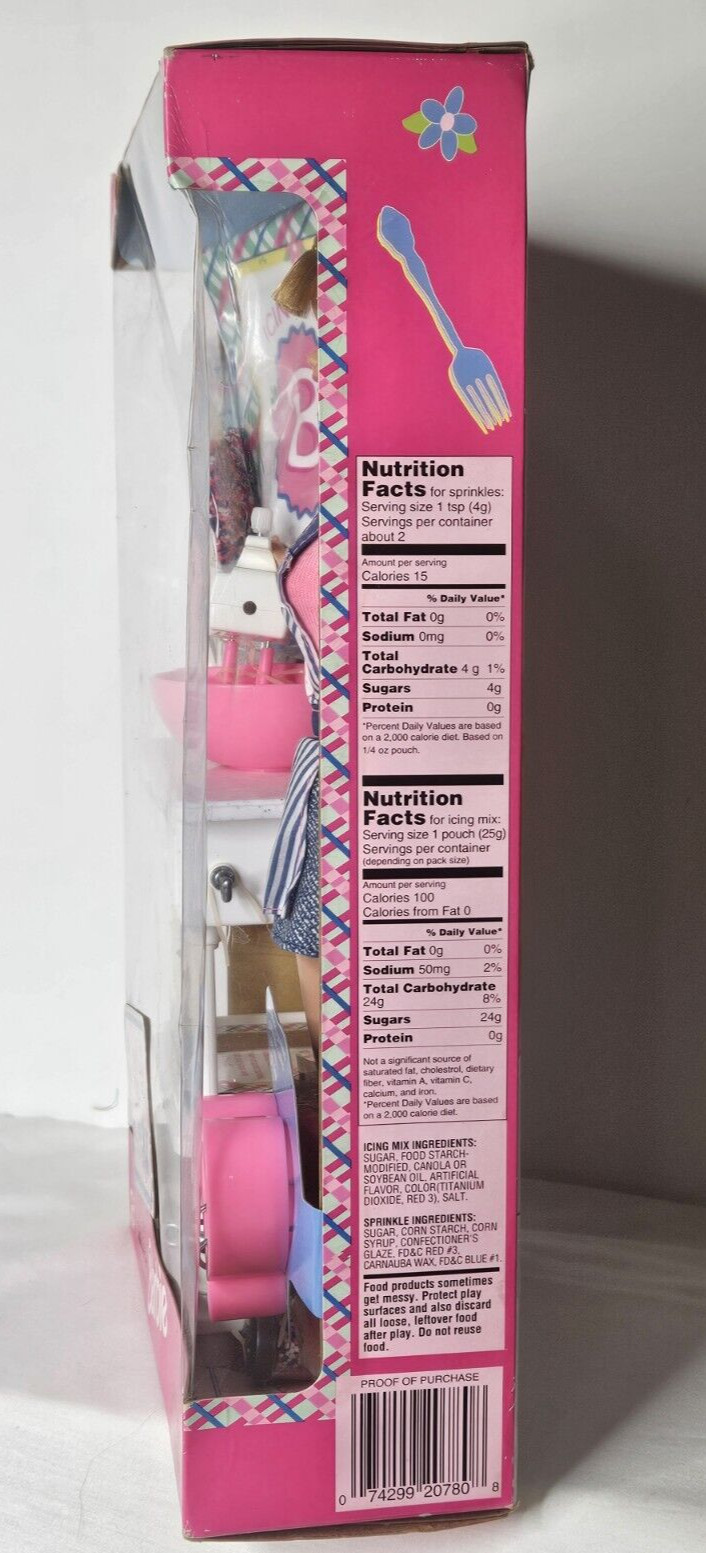 B
Nutrition
Facts for sprinkles:
Serving size 1 tsp (4g)
Servings per container
about 2
Amount per serving
Calories 15
% Daily Value*
Total Fat 0g 0%
Sodium 0mg 0%
Total
Carbohydrate 4 g 1%
Sugars 4g
Protein 0g
*Percent Daily Values are based
on a 2,000 calorie diet. Based on
1/4 oz pouch.
Nutrition
Facts for icing mix:
Serving size 1 pouch (25g)
Servings per container
(depending on pack size)
Amount per serving
Calories 100
Calories from Fat 0
% Daily Value*
Total Fat 0g 0%
Sodium 50mg 2%
Total Carbohydrate
24g 8%
Sugars 24g
Protein 0g
Not a significant source of
saturated fat, cholestrol, dietary
fiber, vitamin A, vitamin C,
calcium, and iron.
*Percent Daily Values are based
on a 2,000 calorie diet.
ICING MIX INGREDIENTS:
SUGAR, FOOD STARCH-
MODIFIED, CANOLA OR
SOYBEAN OIL, ARTIFICIAL
FLAVOR, COLOR(TITANIUM
DIOXIDE, RED 3), SALT.
SPRINKLE INGREDIENTS:
SUGAR, CORN STARCH, CORN
SYRUP, CONFECTIONER'S
GLAZE, FD&C RED #3,
CARNAUBA WAX, FD&C BLUE #1.
Food products sometimes
get messy. Protect play
surfaces and also discard
all loose, leftover food
after play. Do not reuse
food.
PROOF OF PURCHASE
0 74299 20780 8